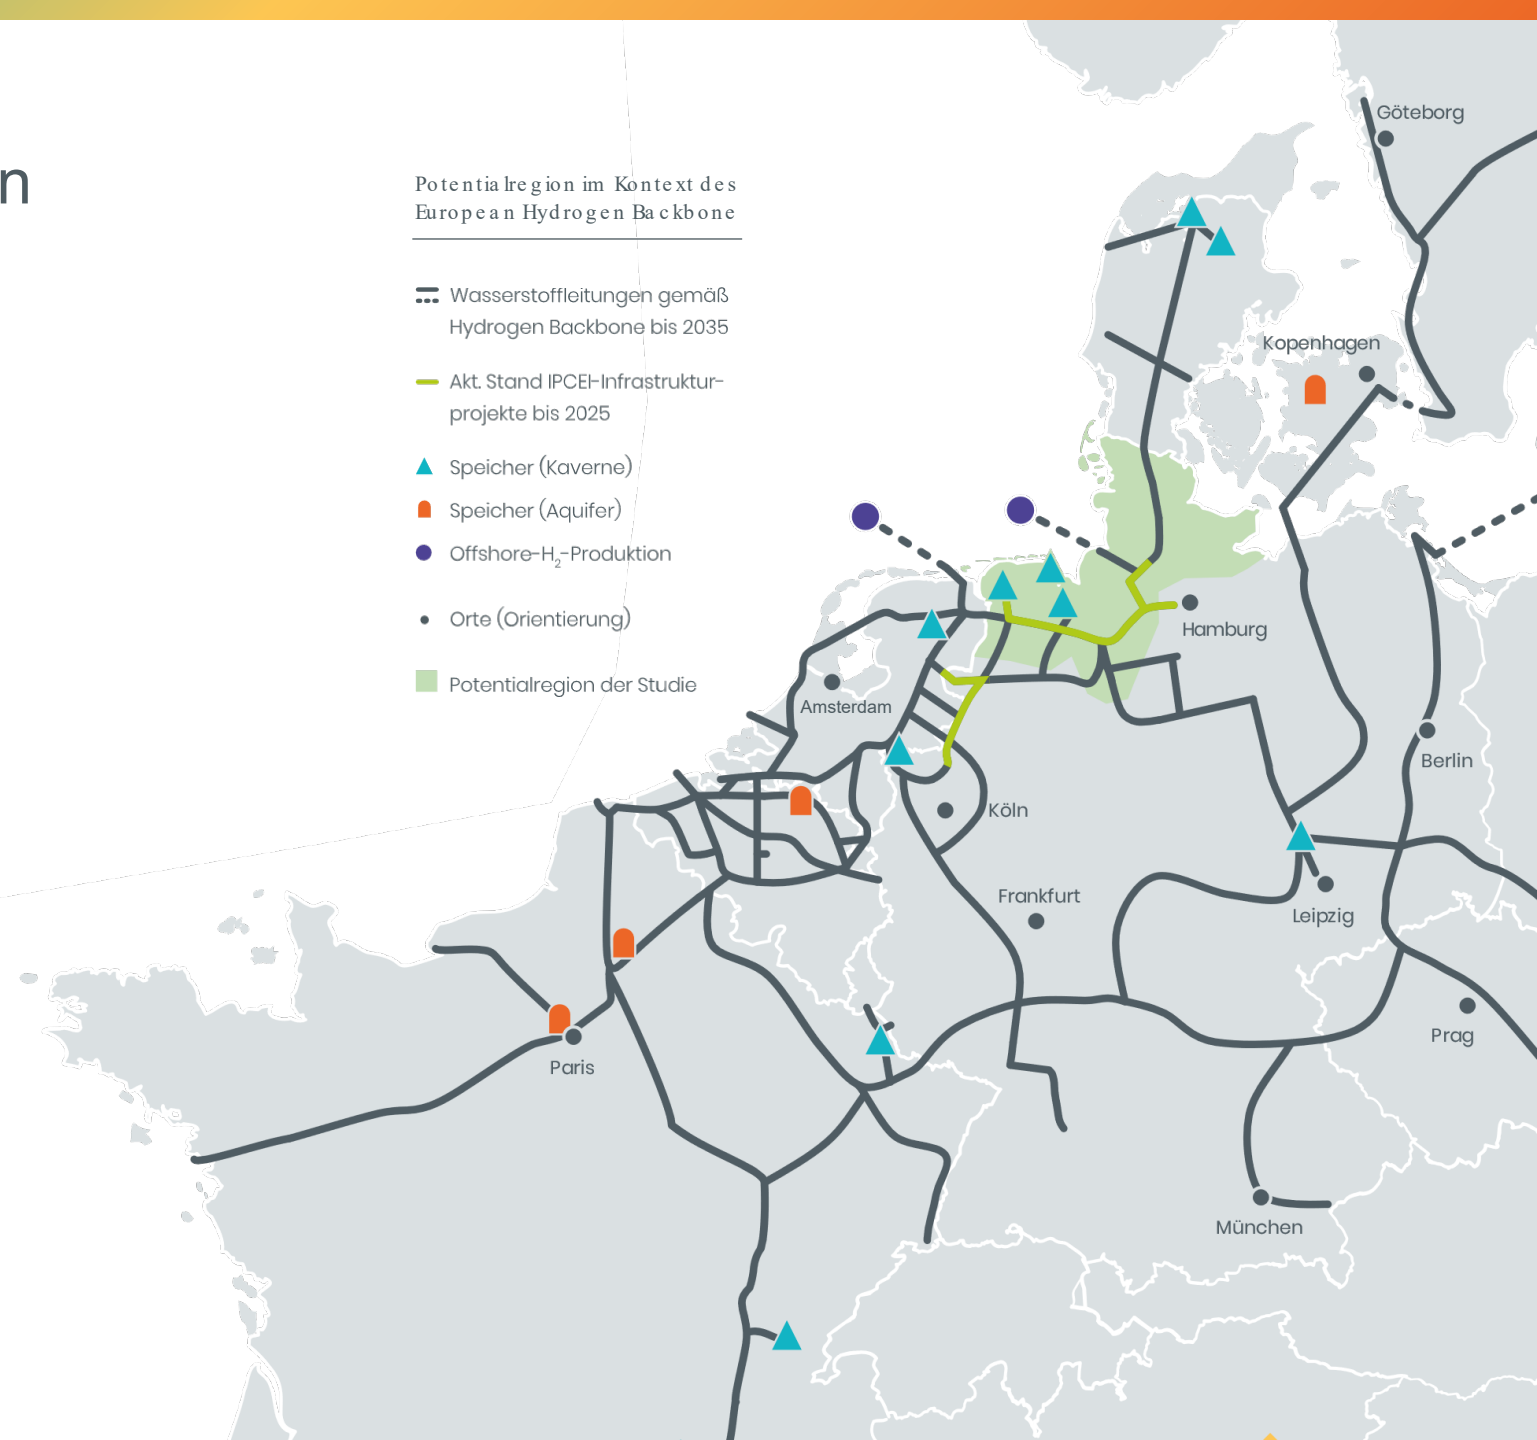 n
Potentialregion im Kontext des
European Hydrogen Backbone
Wasserstoffleitungen gemäß
Hydrogen Backbone bis 2035
Akt. Stand IPCEI-Infrastruktur-
projekte bis 2025
Speicher (Kaverne)
Speicher (Aquifer)
Offshore-H2-Produktion
Orte (Orientierung)
Potentialregion der Studie
Göteborg
Kopenhagen
Hamburg
Amsterdam
Berlin
Köln
Frankfurt
Leipzig
Prag
Paris
München